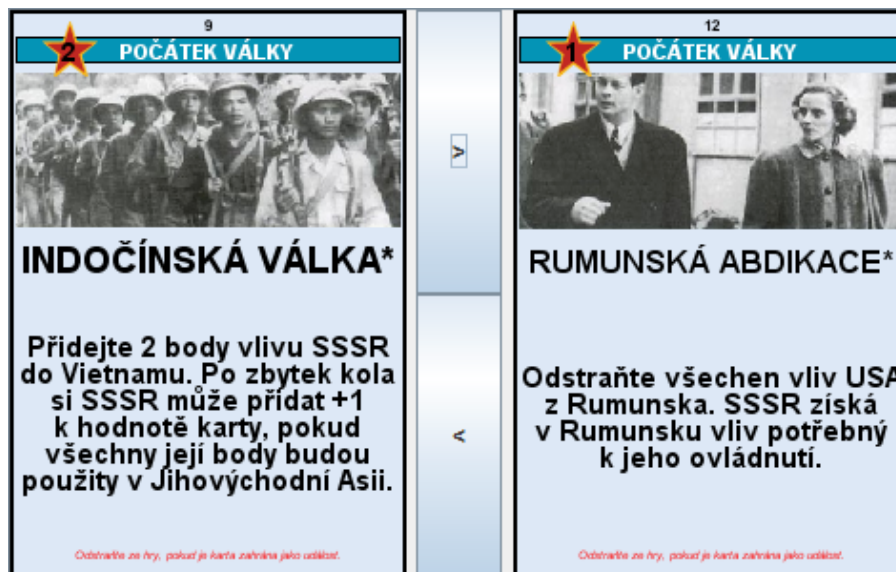 9
2
POČÁTEK VÁLKY
INDOČÍNSKÁ VÁLKA*
Přidejte 2 body vlivu SSSR
do Vietnamu. Po zbytek kola
si SSSR může přidat +1
k hodnotě karty, pokud
všechny její body budou
použity v Jihovýchodní Asii.
Odstraňte ze hry, pokud je karta zahrána jako událost.
>
<
12
1
POČÁTEK VÁLKY
RUMUNSKÁ ABDIKACE*
Odstraňte všechen vliv USA
z Rumunska. SSSR získá
v Rumunsku vliv potřebný
k jeho ovládnutí.
Odstraňte ze hry, pokud je karta zahrána jako událost.